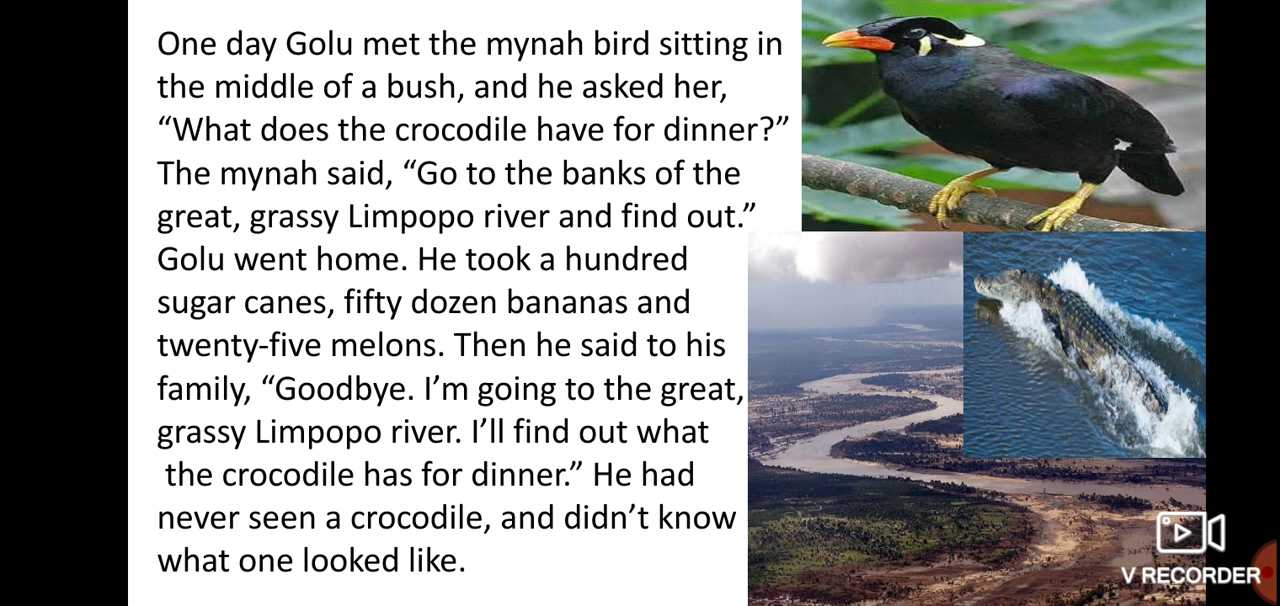 One day Golu met the mynah bird sitting in
the middle of a bush, and he asked her,
“What does the crocodile have for dinner?”
The mynah said, “Go to the banks of the
great, grassy Limpopo river and find out.”
Golu went home. He took a hundred
sugar canes, fifty dozen bananas and
twenty-five melons. Then he said to his
family, “Goodbye. I’m going to the great,
grassy Limpopo river. I’ll find out what
the crocodile has for dinner.” He had
never seen a crocodile, and didn’t know
what one looked like.
V RECORDER